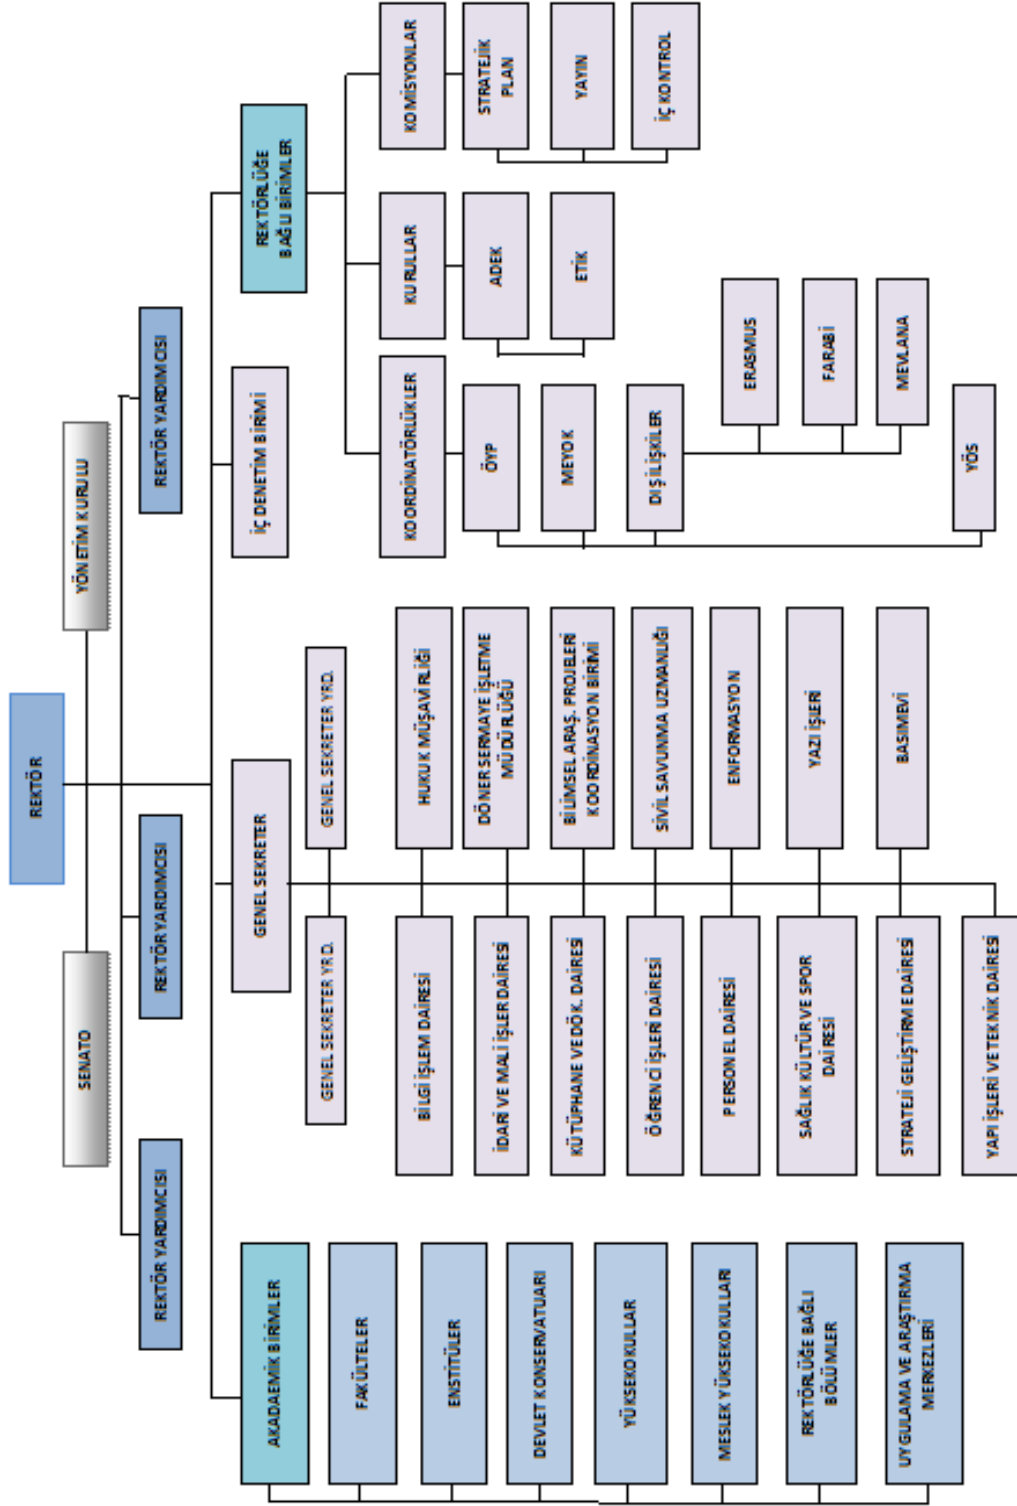 REKTÖR
SENATO
YÖNETİM KURULU
REKTÖR YARDIMCISI
REKTÖR YARDIMCISI
REKTÖR YARDIMCISI
AKADAEMİK BİRİMLER
FAKÜLTELER
ENSTİTÜLER
DEVLET KONSERVATUARI
YÜKSEKOKULLAR
MESLEK YÜKSEKOKULLARI
REKTÖRLÜĞE BAĞLI
BÖLÜMLER
UYGULAMA VE ARAŞTIRMA
MERKEZLERİ
GENEL SEKRETER
GENEL SEKRETER YRD.
GENEL SEKRETER YRD.
BİLGİ İŞLEM DAİRESİ
HUKUK MÜŞAVİRLİĞİ
İDARİ VE MALİ İŞLER DAİRESİ
DÖNER SERMAYE İŞLETME
MÜDÜRLÜĞÜ
KÜTÜPHANE VE DÖK. DAİRESİ
BİLİMSEL ARAŞ. PROJELERİ
KOORDİNASYON BİRİMİ
ÖĞRENCİ İŞLERİ DAİRESİ
SİVİL SAVUNMA UZMANLIĞI
PERSONEL DAİRESİ
ENFORMASYON
SAĞLIK KÜLTÜR VE SPOR
DAİRESİ
YAZI İŞLERİ
STRATEJİ GELİŞTİRME DAİRESİ
BASIMEVİ
YAPI İŞLERİ VE TEKNİK DAİRESİ
İÇ DENETİM BİRİMİ
REKTÖRLÜĞE
BAĞLI BİRİMLER
KOORDİNATÖRLÜKLER
ÖYP
MEYOK
DIŞ İLİŞKİLER
ERASMUS
FARABİ
MEVLANA
YÖS
KURULLAR
ADEK
ETİK
KOMİSYONLAR
STRATEJİK
PLAN
YAYIN
İÇ KONTROL